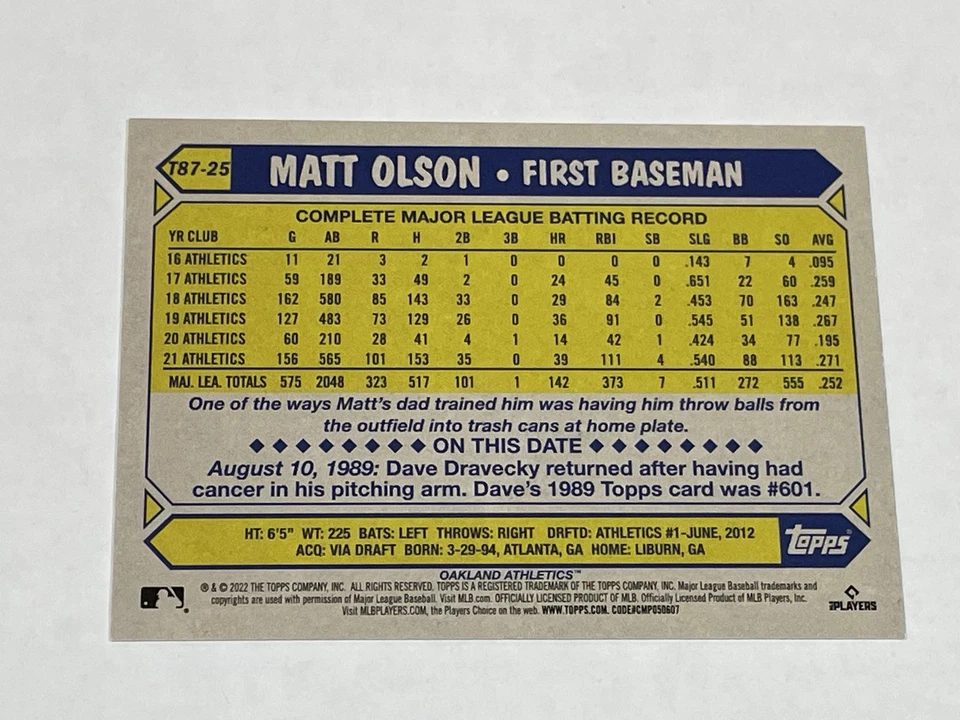 T87-25 MATT OLSON • FIRST BASEMAN
COMPLETE MAJOR LEAGUE BATTING RECORD
YR CLUB G AB R H 2B 3B HR RBI SB SLG BB SO AVG
16 ATHLETICS 11 21 3 2 1 0 0 0 0 .143 7 4 .095
17 ATHLETICS 59 189 33 49 2 0 24 45 0 .651 22 60 .259
18 ATHLETICS 162 580 85 143 33 0 29 84 2 .453 70 163 .247
19 ATHLETICS 127 483 73 129 26 0 36 91 0 .545 51 138 .267
20 ATHLETICS 60 210 28 41 4 1 14 42 1 .424 34 77 .195
21 ATHLETICS 156 565 101 153 35 0 39 111 4 .540 88 113 .271
MAJ. LEA. TOTALS 575 2048 323 517 101 1 142 373 7 .511 272 555 .252
One of the ways Matt's dad trained him was having him throw balls from
the outfield into trash cans at home plate.
◆ ◆ ◆ ◆ ◆ ◆ ◆ ◆ ON THIS DATE ◆ ◆ ◆ ◆ ◆ ◆ ◆ ◆
August 10, 1989: Dave Dravecky returned after having had
cancer in his pitching arm. Dave's 1989 Topps card was #601.
HT: 6'5" WT: 225 BATS: LEFT THROWS: RIGHT DRFTD: ATHLETICS #1-JUNE, 2012
ACQ: VIA DRAFT BORN: 3-29-94, ATLANTA, GA HOME: LIBURN, GA
Topps®
OAKLAND ATHLETICS™
® & © 2022 THE TOPPS COMPANY, INC. ALL RIGHTS RESERVED. TOPPS IS A REGISTERED TRADEMARK OF THE TOPPS COMPANY, INC. Major League Baseball trademarks and
copyrights are used with permission of Major League Baseball. Visit MLB.com. OFFICIALLY LICENSED PRODUCT OF MLB. Officially Licensed Product of MLB Players, Inc.
Visit MLBPLAYERS.COM, the Players Choice on the web. WWW.TOPPS.COM. CODE#CMP050607
PLAYERS